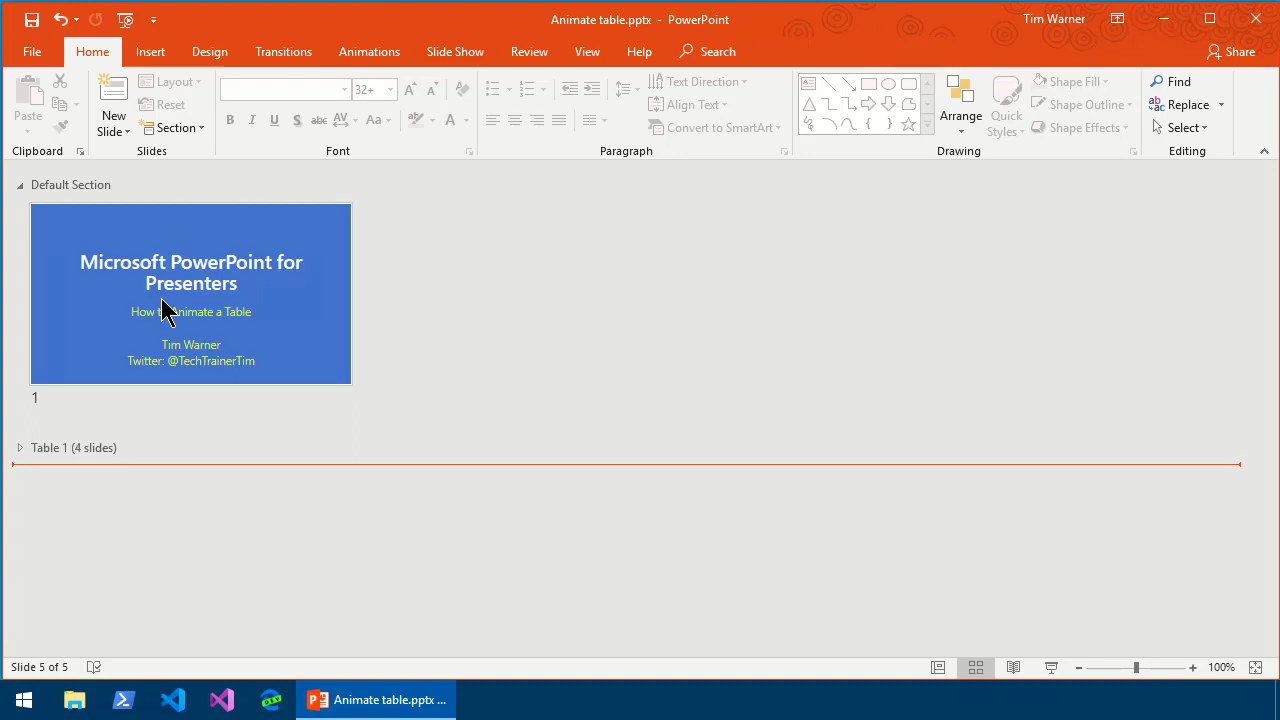 Animate table.pptx - PowerPoint
Tim Warner
File Home Insert Design Transitions Animations Slide Show Review View Help Search Share
Paste
Clipboard
New
Slide
Layout
Reset
Section
Slides
32+
B I U S abc AV Aa A
Font
Text Direction
Align Text
Convert to SmartArt
Paragraph
Arrange
Quick
Styles
Shape Fill
Shape Outline
Shape Effects
Drawing
Find
Replace
Select
Editing
Default Section
Microsoft PowerPoint for
Presenters
How to Animate a Table
Tim Warner
Twitter: @TechTrainerTim
1
Table 1 (4 slides)
Slide 5 of 5
100%
Animate table.pptx ...